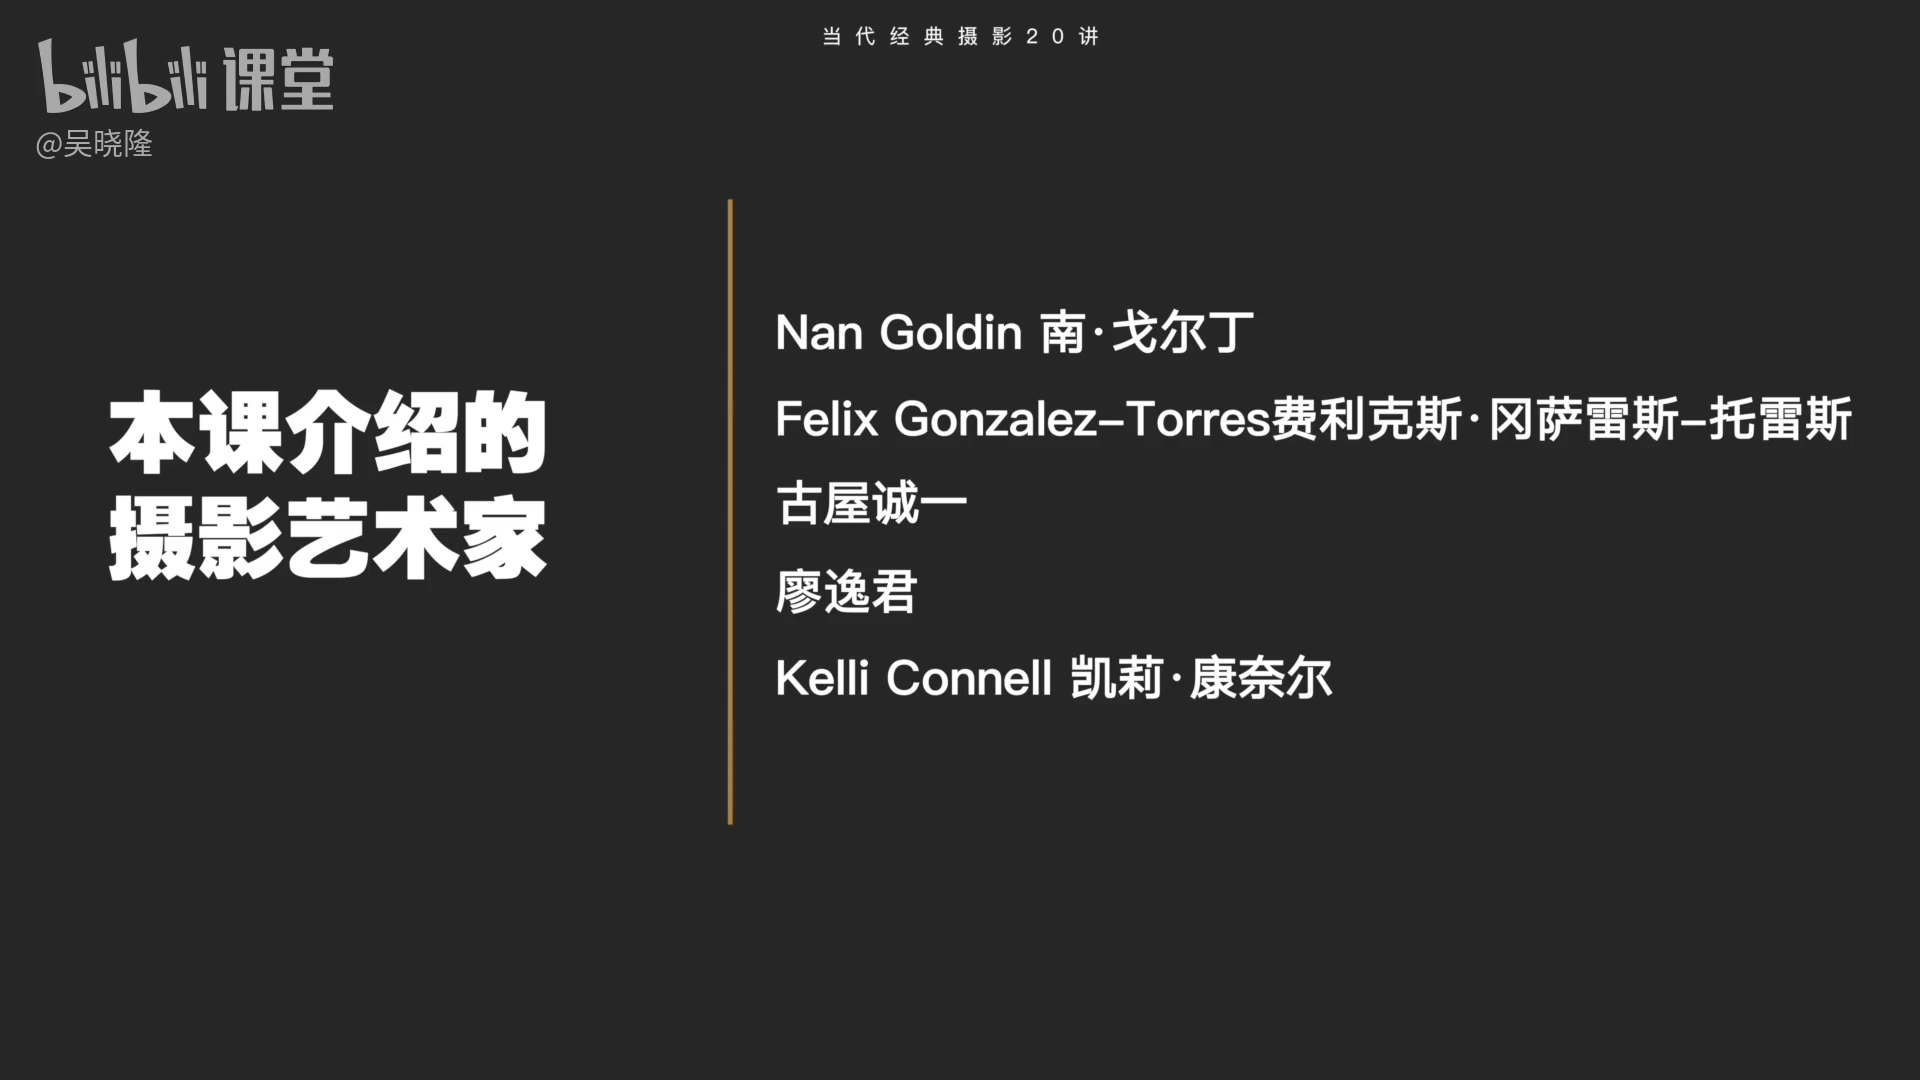 当代经典摄影20讲
bilibili 课堂
@吴晓隆
本课介绍的
摄影艺术家
Nan Goldin 南·戈尔丁
Felix Gonzalez–Torres费利克斯·冈萨雷斯–托雷斯
古屋诚一
廖逸君
Kelli Connell 凯莉·康奈尔